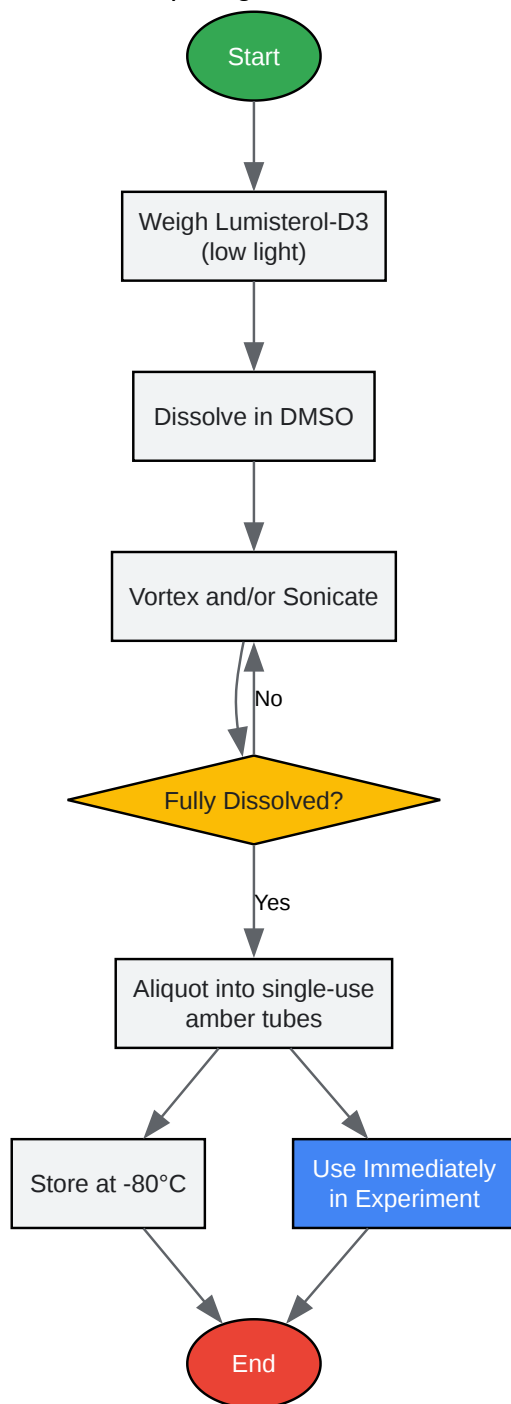 Start
Weigh Lumisterol-D3
(low light)
Dissolve in DMSO
Vortex and/or Sonicate
No
Fully Dissolved?
Yes
Aliquot into single-use
amber tubes
Store at -80°C
Use Immediately
in Experiment
End